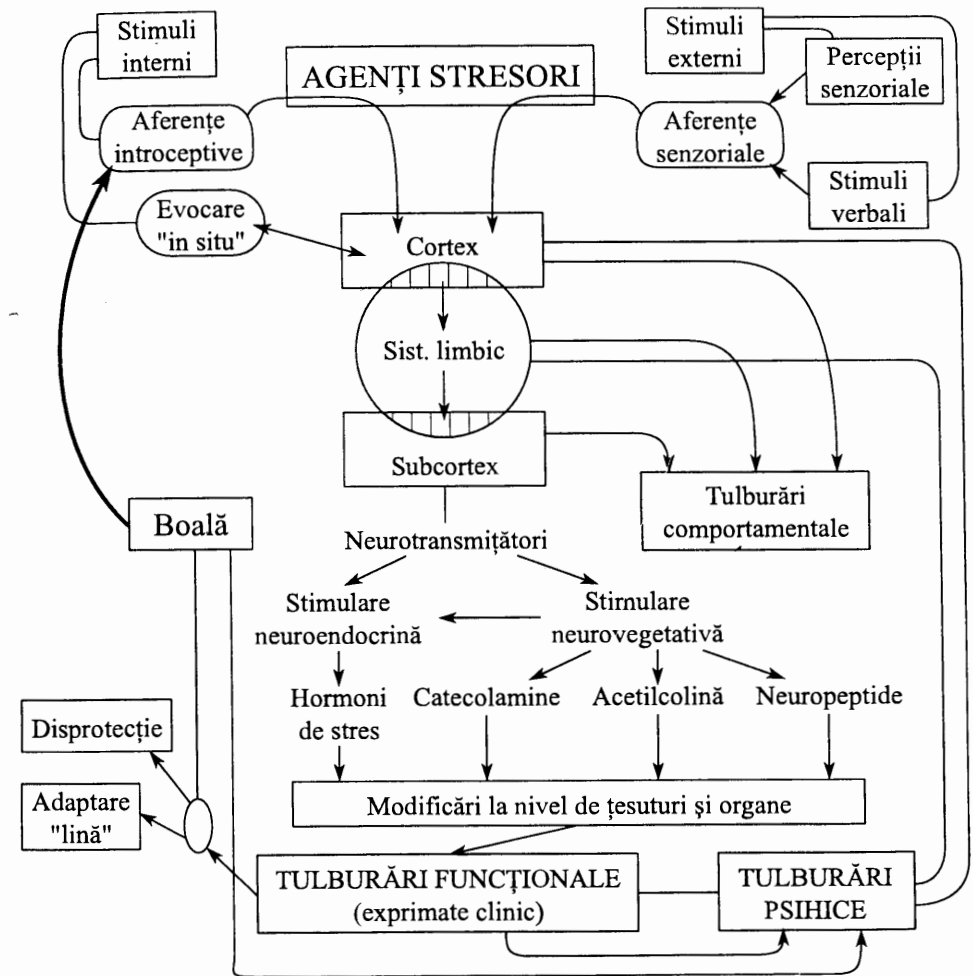 Stimuli
interni
AGENȚI STRESORI
Stimuli
externi
Percepții
senzoriale
Aferențe
introceptive
Aferențe
senzoriale
Stimuli
verbali
Evocare
"in situ"
Cortex
Sist. limbic
Subcortex
Tulburări
comportamentale
Boală
Neurotransmițători
Stimulare
neuroendocrină
Stirnulare
neurovegetativă
Hormoni
de stres
Catecolamine
Acetilcolină
Neuropeptide
Disprotecție
Adaptare
"lină"
Modificări la nivel de țesuturi și organe
TULBURĂRI FUNCȚIONALE
(exprimate clinic)
TULBURĂRI
PSIHICE